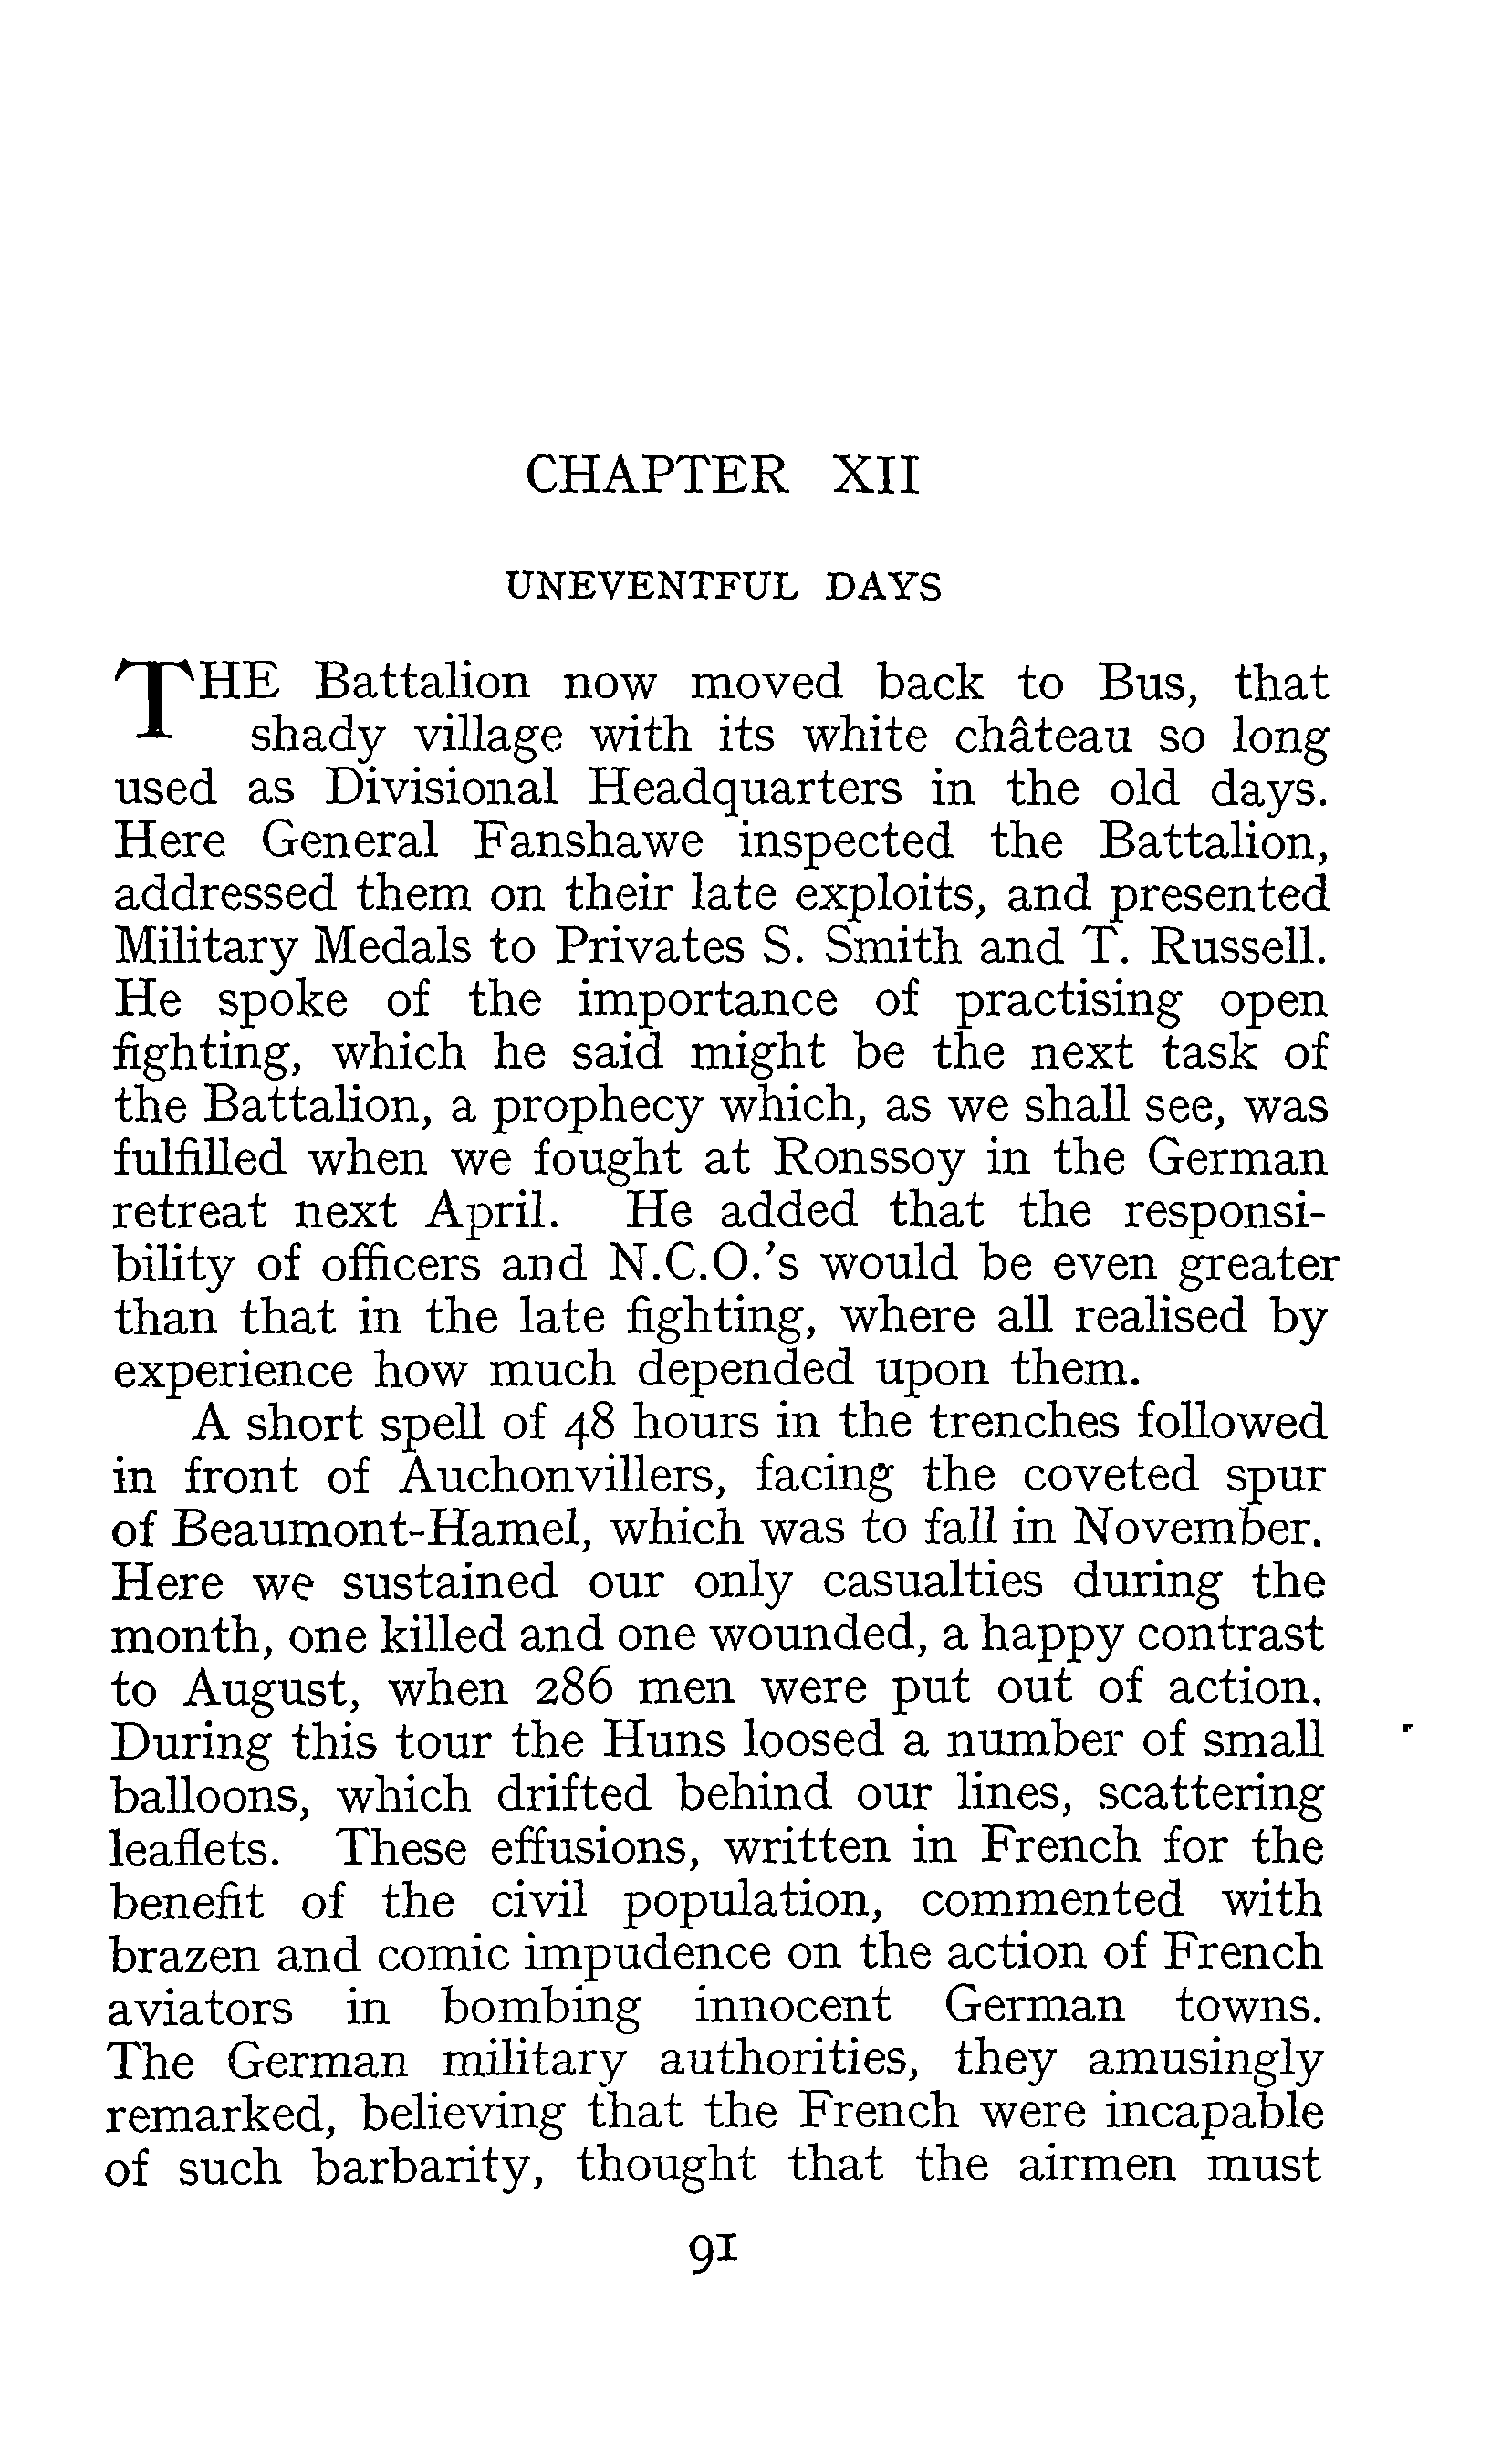 CHAPTER XII
UNEVENTFUL DAYS
THE Battalion now moved back to Bus, that
shady village with its white château so long
used as Divisional Headquarters in the old days.
Here General Fanshawe inspected the Battalion,
addressed them on their late exploits, and presented
Military Medals to Privates S. Smith and T. Russell.
He spoke of the importance of practising open
fighting, which he said might be the next task of
the Battalion, a prophecy which, as we shall see, was
fulfilled when we fought at Ronssoy in the German
retreat next April. He added that the responsi-
bility of officers and N.C.O.'s would be even greater
than that in the late fighting, where all realised by
experience how much depended upon them.
A short spell of 48 hours in the trenches followed
in front of Auchonvillers, facing the coveted spur
of Beaumont-Hamel, which was to fall in November.
Here we sustained our only casualties during the
month, one killed and one wounded, a happy contrast
to August, when 286 men were put out of action.
During this tour the Huns loosed a number of small
balloons, which drifted behind our lines, scattering
leaflets. These effusions, written in French for the
benefit of the civil population, commented with
brazen and comic impudence on the action of French
aviators in bombing innocent German towns.
The German military authorities, they amusingly
remarked, believing that the French were incapable
of such barbarity, thought that the airmen must
91